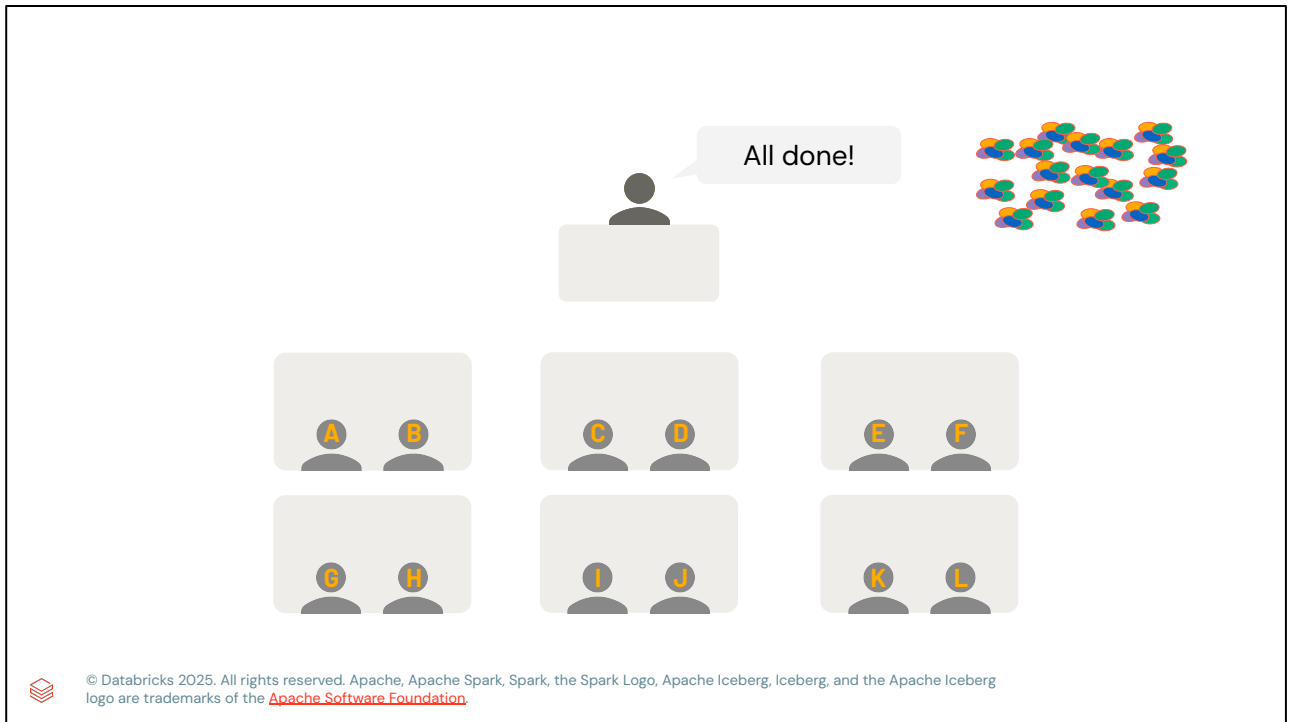 All done!
A B C D E F
G H I J K L
© Databricks 2025. All rights reserved. Apache, Apache Spark, Spark, the Spark Logo, Apache Iceberg, Iceberg, and the Apache Iceberg
logo are trademarks of the Apache Software Foundation.